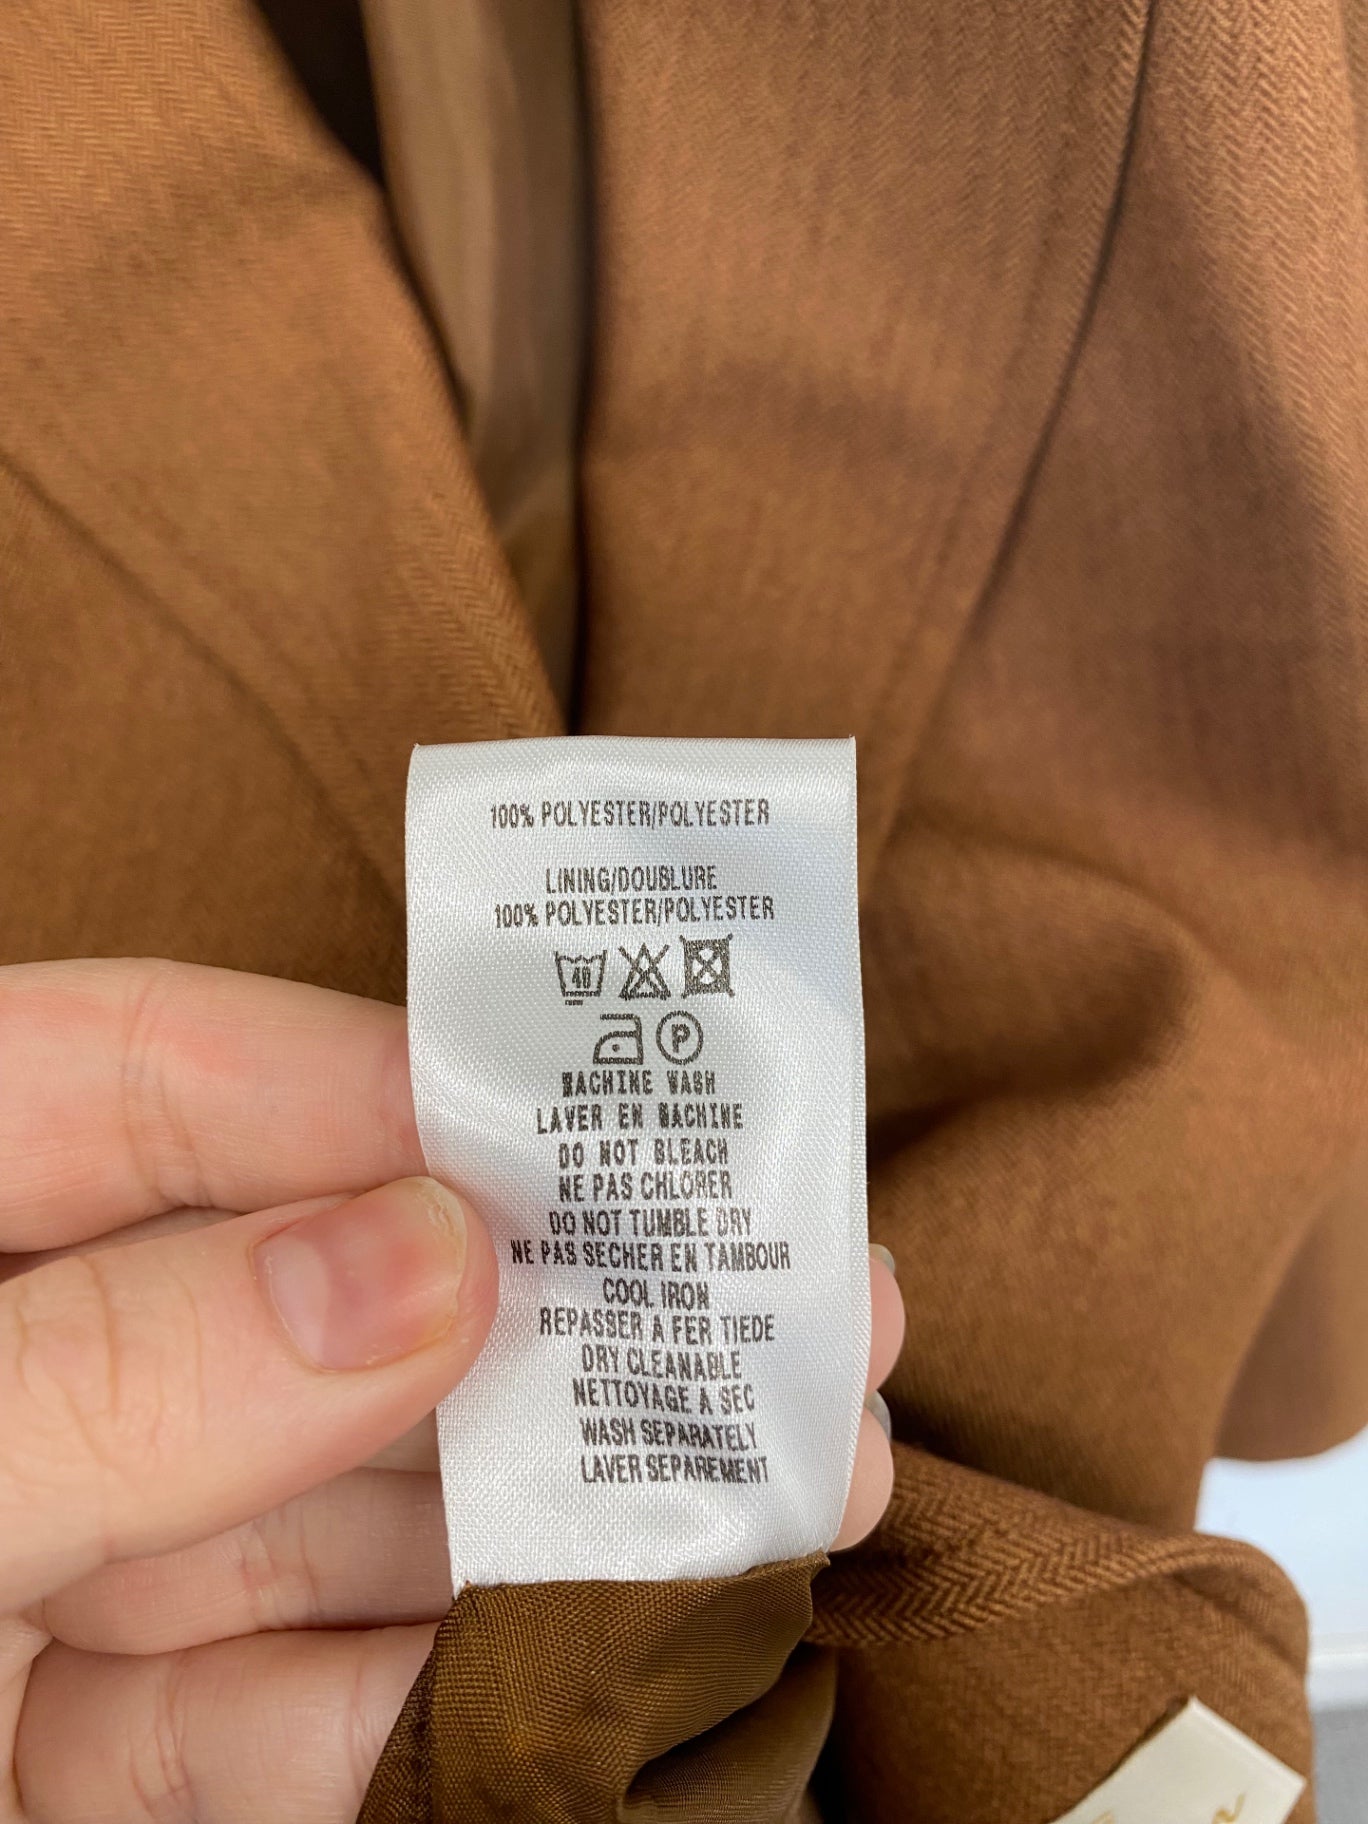 100% POLYESTER/POLYESTER
LINING/DOUBLURE
100% POLYESTER/POLYESTER
40
P
MACHINE WASH
LAVER EN MACHINE
DO NOT BLEACH
NE PAS CHLORER
DO NOT TUMBLE DRY
NE PAS SECHER EN TAMBOUR
COOL IRON
REPASSER A FER TIEDE
DRY CLEANABLE
NETTOYAGE A SEC
WASH SEPARATELY
LAVER SEPAREMENT